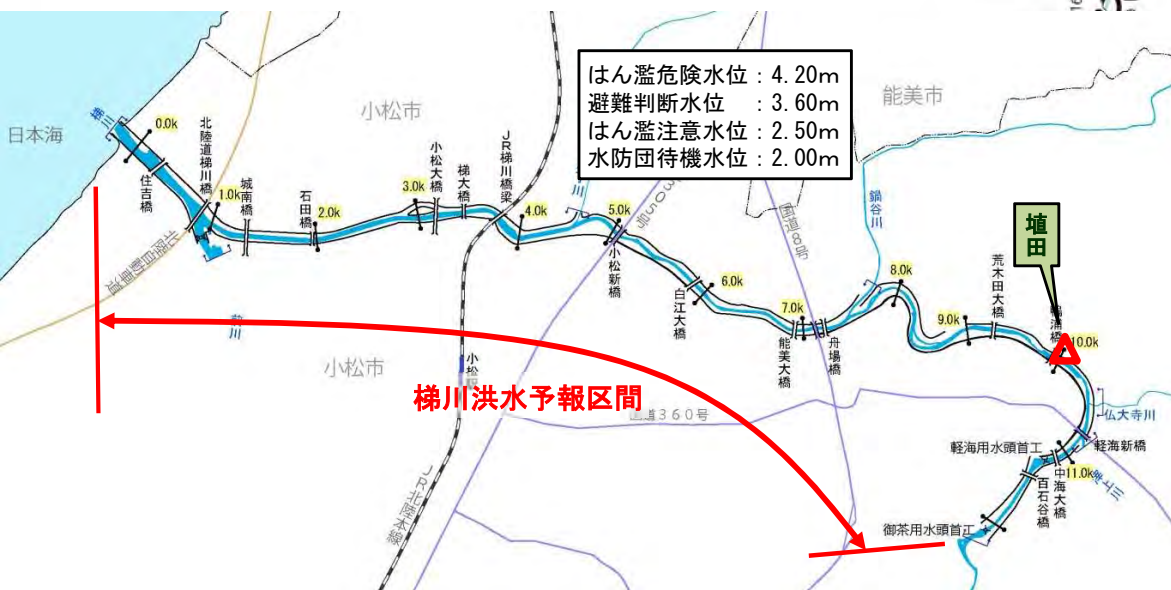 はん濫危険水位：4.20m
避難判断水位　：3.60m
はん濫注意水位：2.50m
水防団待機水位：2.00m
能美市
小松市
日本海
梯川
0.0k
住吉橋
北陸道梯川橋
1.0k
城南橋
石田橋
2.0k
3.0k
小松大橋
梯大橋
JR梯川橋梁
4.0k
川
5.0k
小松新橋
国道8号
鍋谷川
埴田
白江大橋
6.0k
7.0k
能美大橋
舟場橋
8.0k
9.0k
荒木田大橋
10.0k
北陸自動車道
前川
小松市
梯川洪水予報区間
国道360号
JR北陸本線
仏大寺川
軽海新橋
軽海用水頭首工
中海大橋
11.0k
百石谷橋
御茶用水頭首工